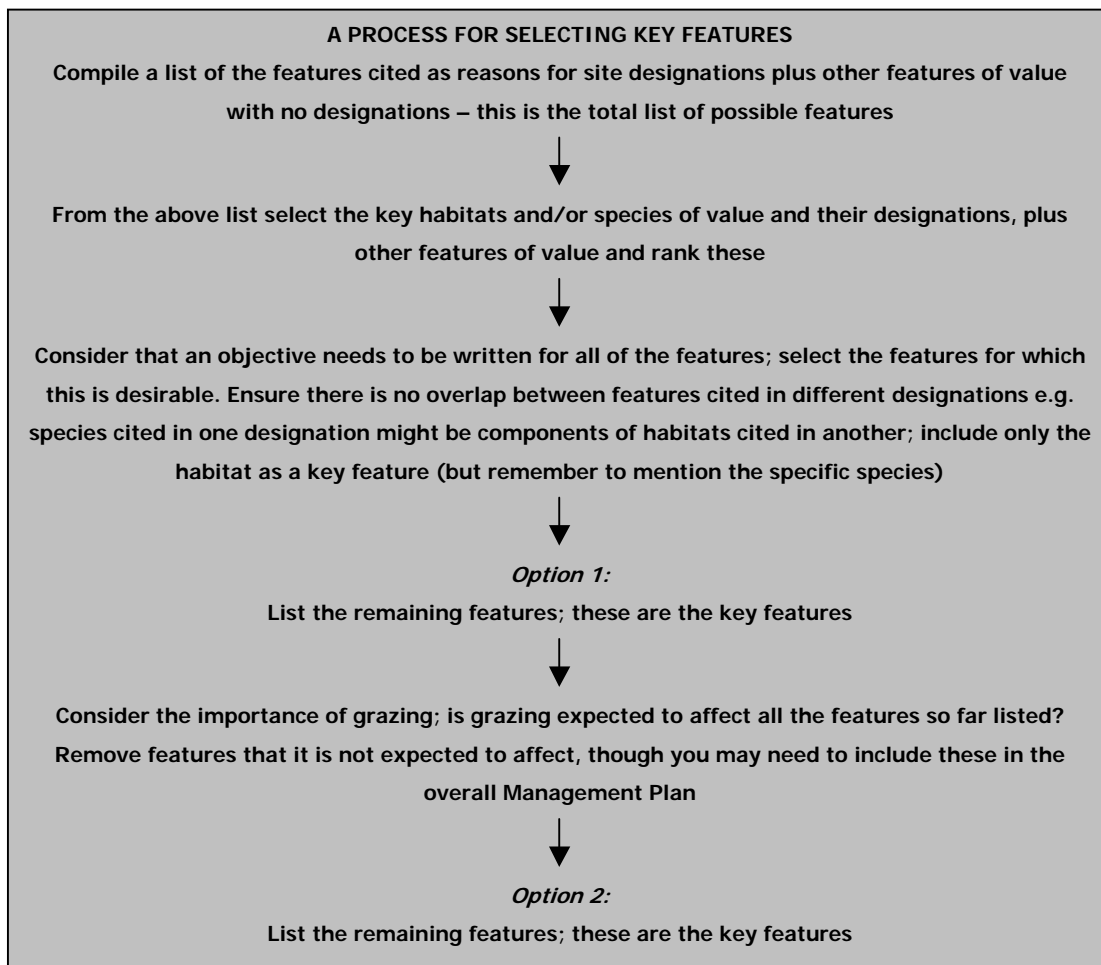 A PROCESS FOR SELECTING KEY FEATURES
Compile a list of the features cited as reasons for site designations plus other features of value
with no designations – this is the total list of possible features
From the above list select the key habitats and/or species of value and their designations, plus
other features of value and rank these
Consider that an objective needs to be written for all of the features; select the features for which
this is desirable. Ensure there is no overlap between features cited in different designations e.g.
species cited in one designation might be components of habitats cited in another; include only the
habitat as a key feature (but remember to mention the specific species)
Option 1:
List the remaining features; these are the key features
Consider the importance of grazing; is grazing expected to affect all the features so far listed?
Remove features that it is not expected to affect, though you may need to include these in the
overall Management Plan
Option 2:
List the remaining features; these are the key features